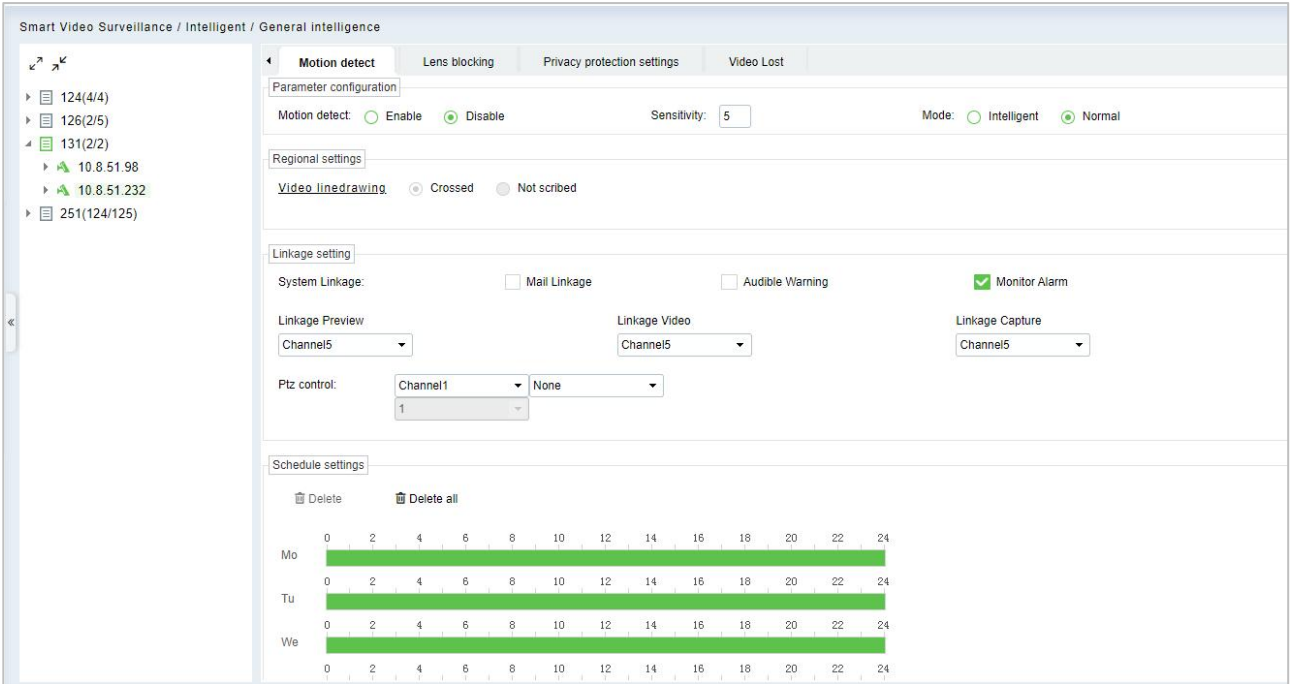 Smart Video Surveillance / Intelligent / General intelligence
Motion detect Lens blocking Privacy protection settings Video Lost
124(4/4)
126(2/5)
131(2/2)
10.8.51.98
10.8.51.232
251(124/125)
Parameter configuration
Motion detect: Enable Disable Sensitivity: 5 Mode: Intelligent Normal
Regional settings
Video linedrawing Crossed Not scribed
Linkage setting
System Linkage: Mail Linkage Audible Warning Monitor Alarm
Linkage Preview Linkage Video Linkage Capture
Channel5 Channel5 Channel5
Ptz control: Channel1 None
1
Schedule settings
Delete Delete all
0 2 4 6 8 10 12 14 16 18 20 22 24
Mo
0 2 4 6 8 10 12 14 16 18 20 22 24
Tu
0 2 4 6 8 10 12 14 16 18 20 22 24
We
0 2 4 6 8 10 12 14 16 18 20 22 24